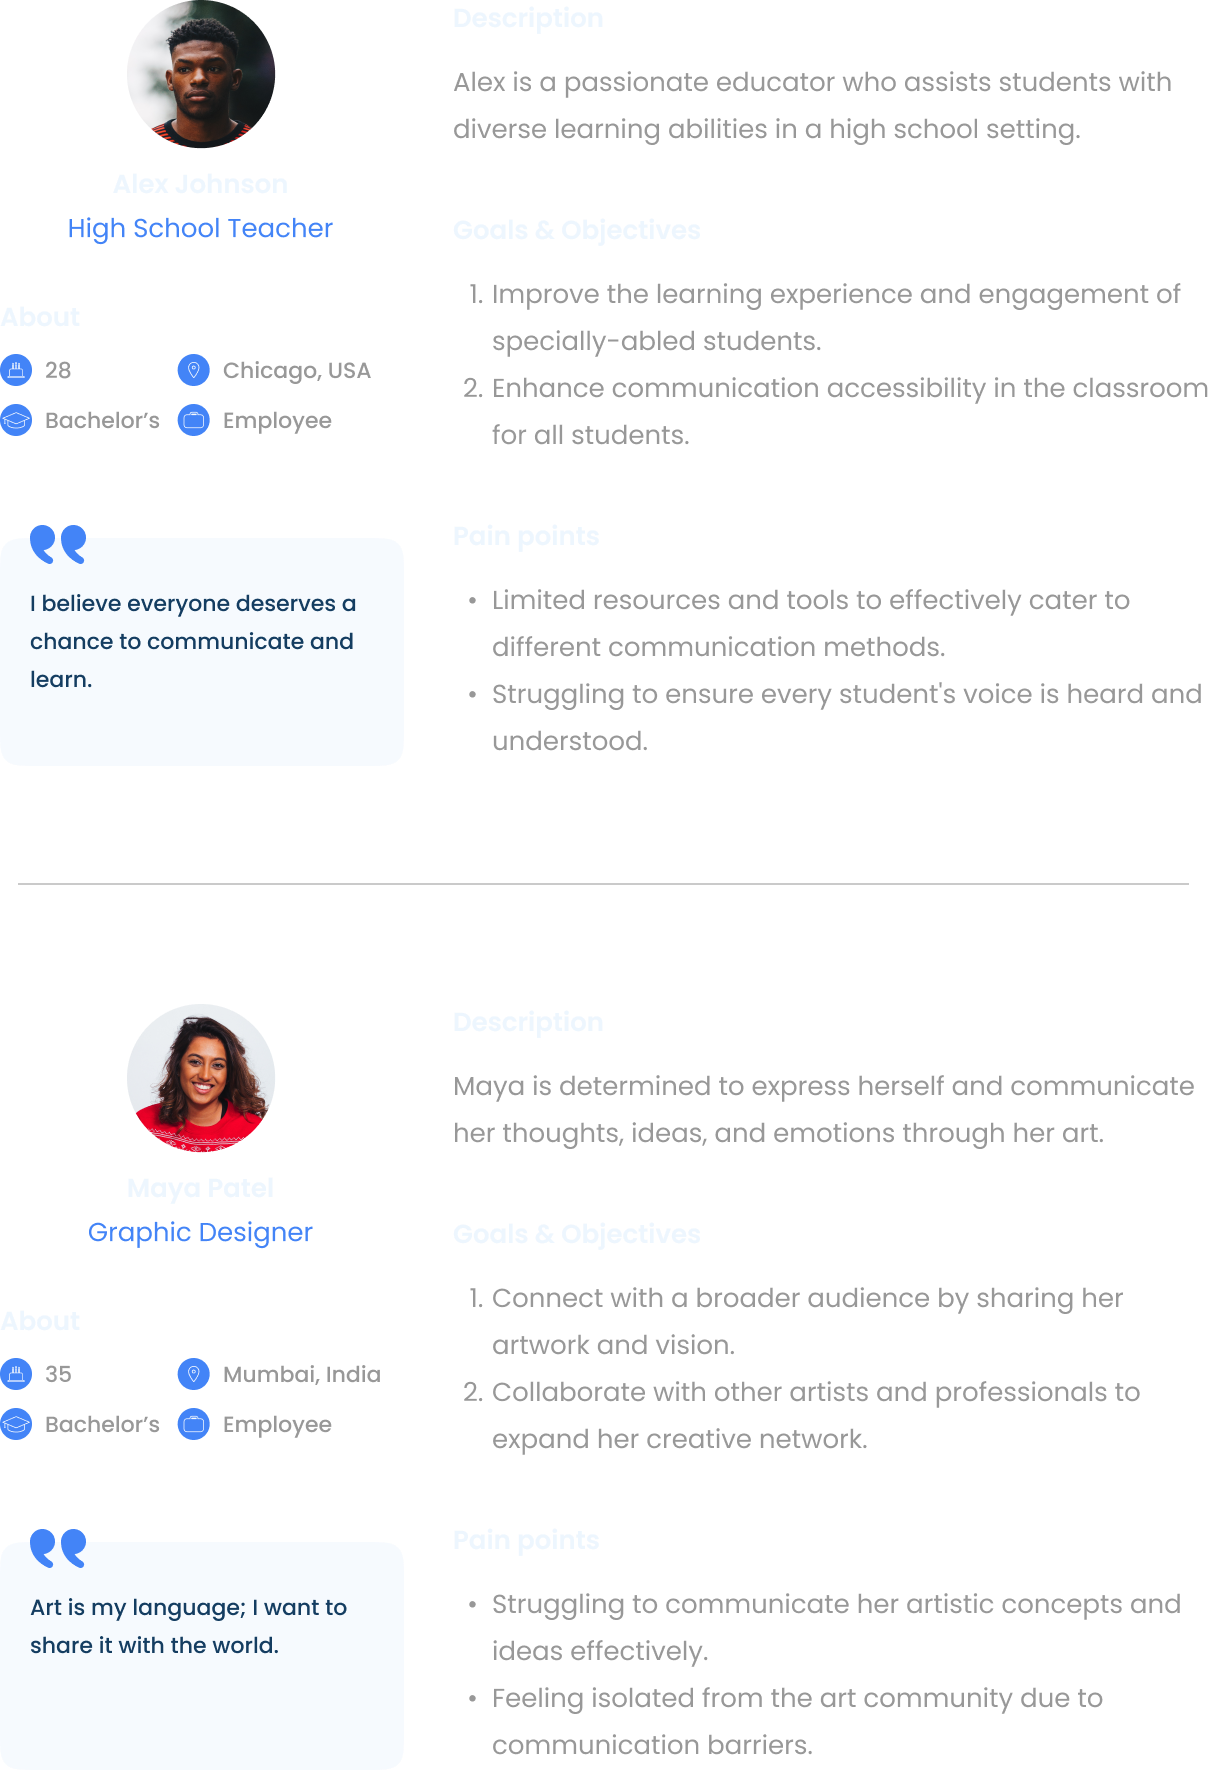 Alex Johnson
High School Teacher
About
28
Chicago, USA
Bachelor’s
Employee
I believe everyone deserves a
chance to communicate and
learn.
Description
Alex is a passionate educator who assists students with
diverse learning abilities in a high school setting.
Goals & Objectives
1. Improve the learning experience and engagement of
specially-abled students.
2. Enhance communication accessibility in the classroom
for all students.
Pain points
• Limited resources and tools to effectively cater to
different communication methods.
• Struggling to ensure every student's voice is heard and
understood.
Maya Patel
Graphic Designer
About
35
Mumbai, India
Bachelor’s
Employee
Art is my language; I want to
share it with the world.
Description
Maya is determined to express herself and communicate
her thoughts, ideas, and emotions through her art.
Goals & Objectives
1. Connect with a broader audience by sharing her
artwork and vision.
2. Collaborate with other artists and professionals to
expand her creative network.
Pain points
• Struggling to communicate her artistic concepts and
ideas effectively.
• Feeling isolated from the art community due to
communication barriers.